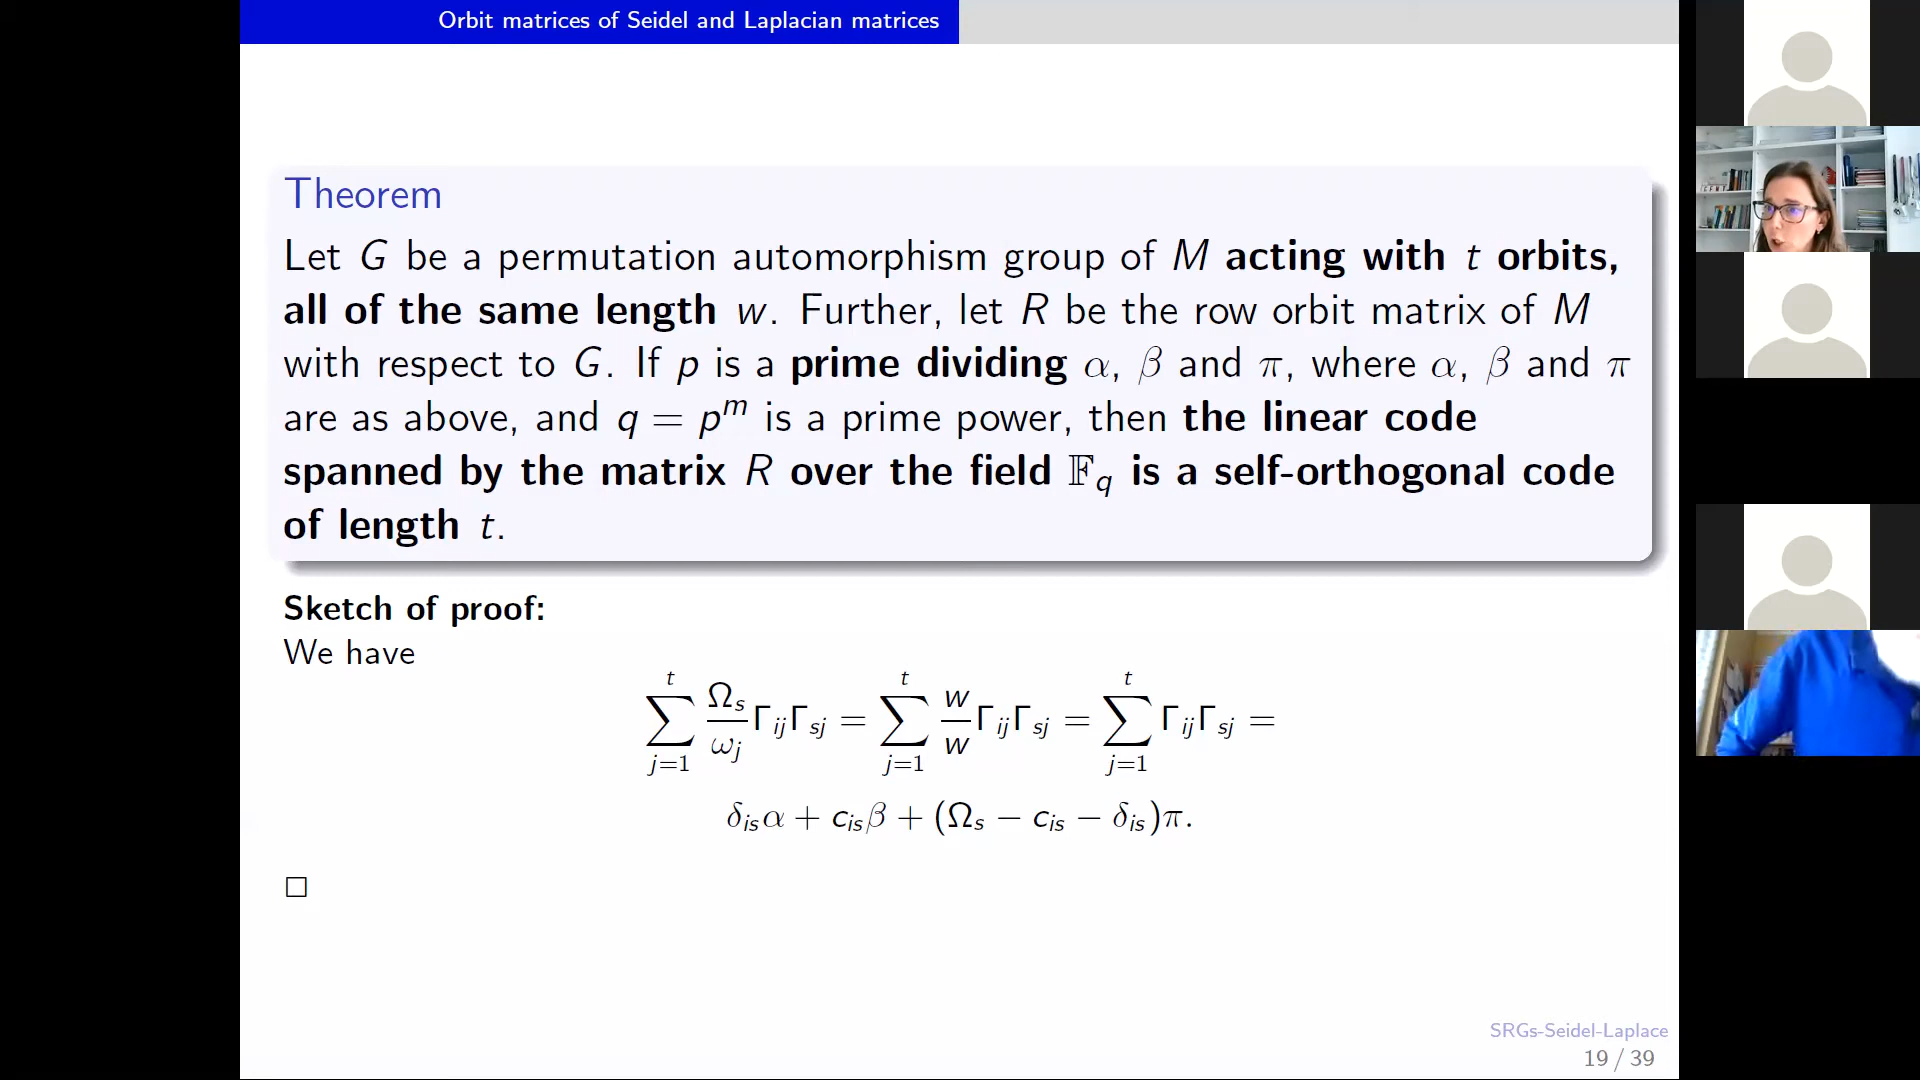 Orbit matrices of Seidel and Laplacian matrices
Theorem
Let G be a permutation automorphism group of M acting with t orbits,
all of the same length w. Further, let R be the row orbit matrix of M
with respect to G. If p is a prime dividing α, β and π, where α, β and π
are as above, and q = p^m is a prime power, then the linear code
spanned by the matrix R over the field 𝔽_q is a self-orthogonal code
of length t.
Sketch of proof:
We have
\sum_{j=1}^{t} \frac{Ω_s}{ω_j} Γ_{ij}Γ_{sj} = \sum_{j=1}^{t} \frac{w}{w} Γ_{ij}Γ_{sj} = \sum_{j=1}^{t} Γ_{ij}Γ_{sj} =
δ_{is}α + c_{is}β + (Ω_s − c_{is} − δ_{is})π.
□
SRGs-Seidel-Laplace
19 / 39